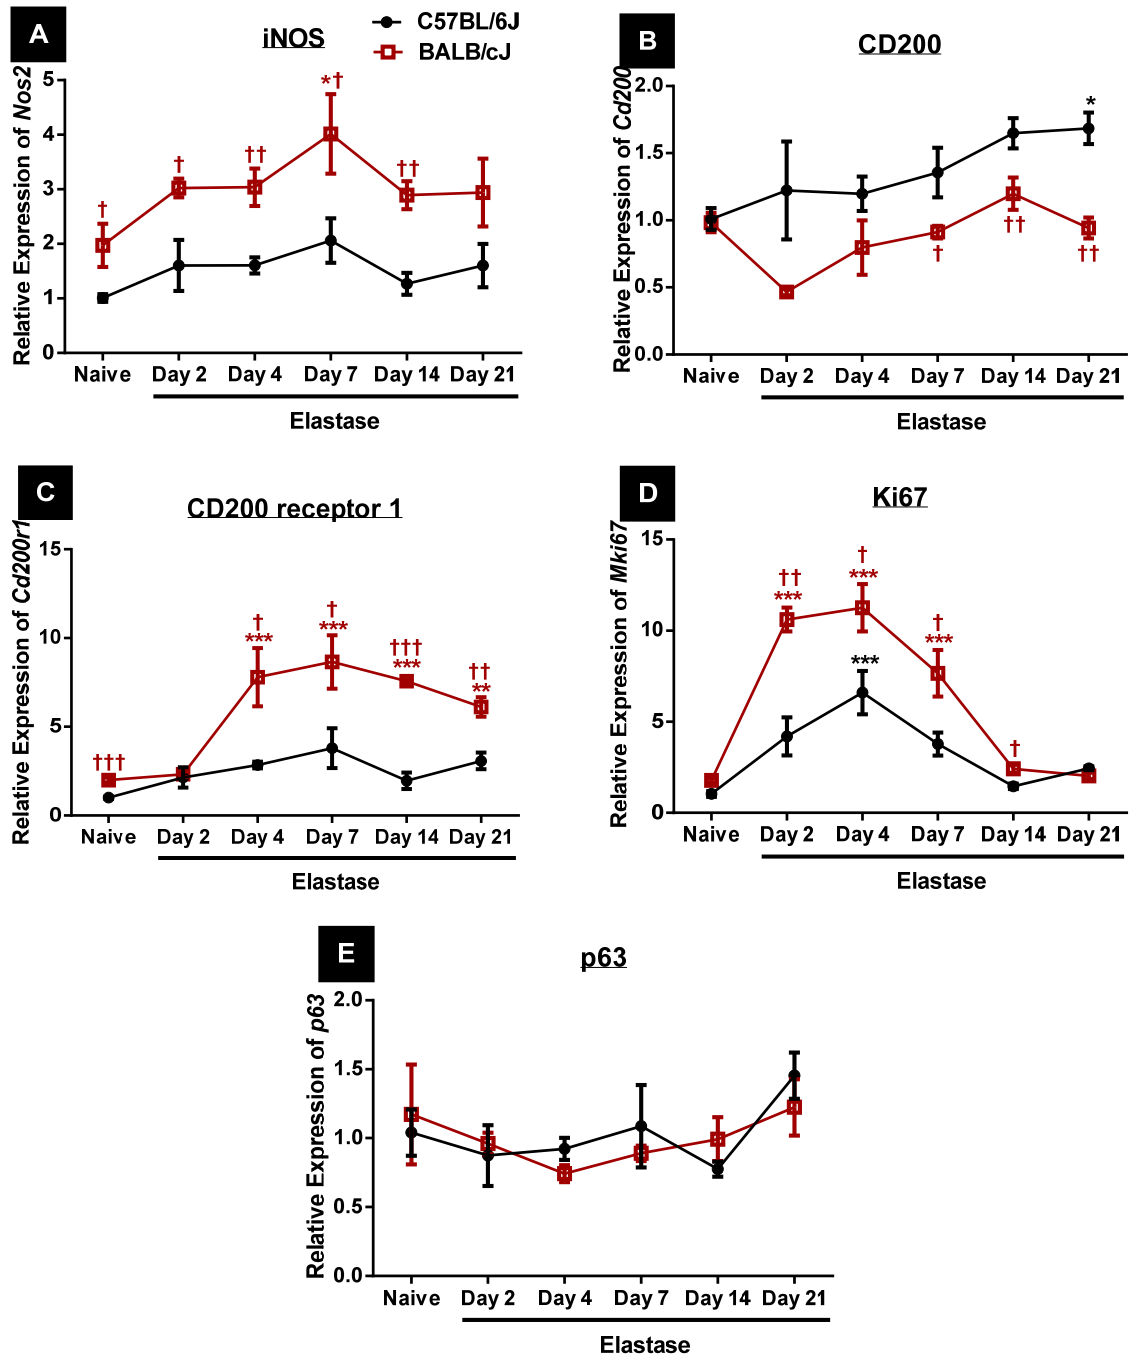 A
iNOS
C57BL/6J
BALB/cJ
Relative Expression of Nos2
5
4
3
2
1
0
†
†
††
*†
††
Naive Day 2 Day 4 Day 7 Day 14 Day 21
Elastase
B
CD200
Relative Expression of Cd200
2.0
1.5
1.0
0.5
0.0
*
†
††
††
Naive Day 2 Day 4 Day 7 Day 14 Day 21
Elastase
C
CD200 receptor 1
Relative Expression of Cd200r1
15
10
5
0
†††
†
***
†
***
†††
***
††
**
Naive Day 2 Day 4 Day 7 Day 14 Day 21
Elastase
D
Ki67
Relative Expression of Mki67
15
10
5
0
††
***
†
***
***
†
***
†
Naive Day 2 Day 4 Day 7 Day 14 Day 21
Elastase
E
p63
Relative Expression of p63
2.0
1.5
1.0
0.5
0.0
Naive Day 2 Day 4 Day 7 Day 14 Day 21
Elastase